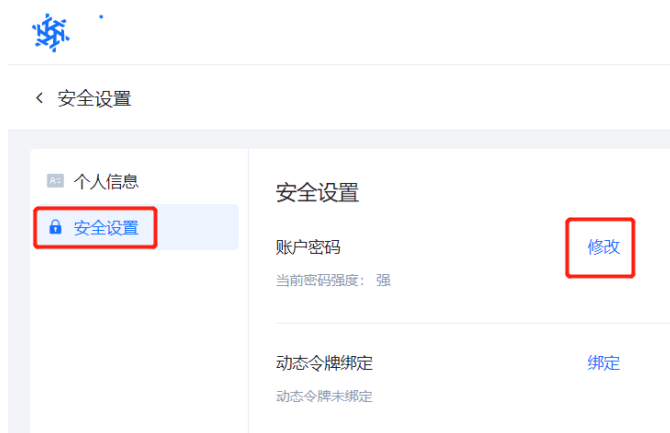 安全设置
个人信息
安全设置
安全设置
账户密码
修改
当前密码强度： 强
动态令牌绑定
绑定
动态令牌未绑定